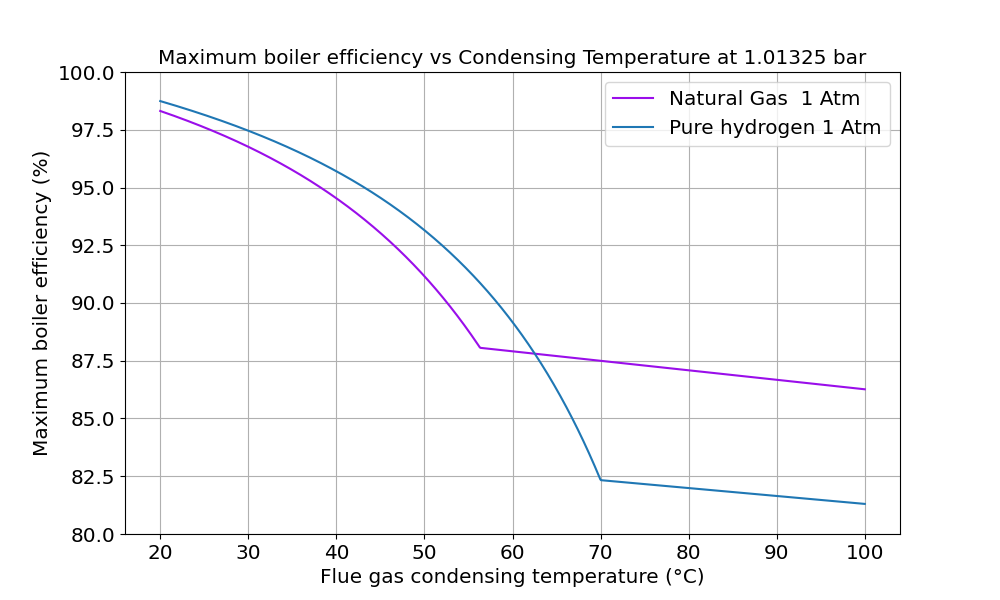 Maximum boiler efficiency vs Condensing Temperature at 1.01325 bar
Maximum boiler efficiency (%)
100.0
97.5
95.0
92.5
90.0
87.5
85.0
82.5
80.0
Natural Gas  1 Atm
Pure hydrogen 1 Atm
20 30 40 50 60 70 80 90 100
Flue gas condensing temperature (°C)